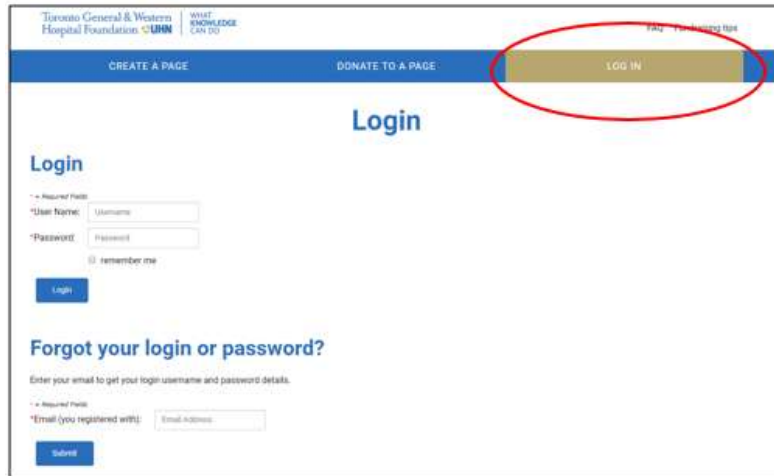 Toronto General & Western
Hospital Foundation UHN
WHAT
KNOWLEDGE
CAN DO
FAQ Fundraising tips
CREATE A PAGE DONATE TO A PAGE LOG IN
Login
Login
* = Required Fields
*User Name: Username
*Password: Password
remember me
Login
Forgot your login or password?
Enter your email to get your login username and password details.
* = Required Fields
*Email (you registered with): Email Address
Submit